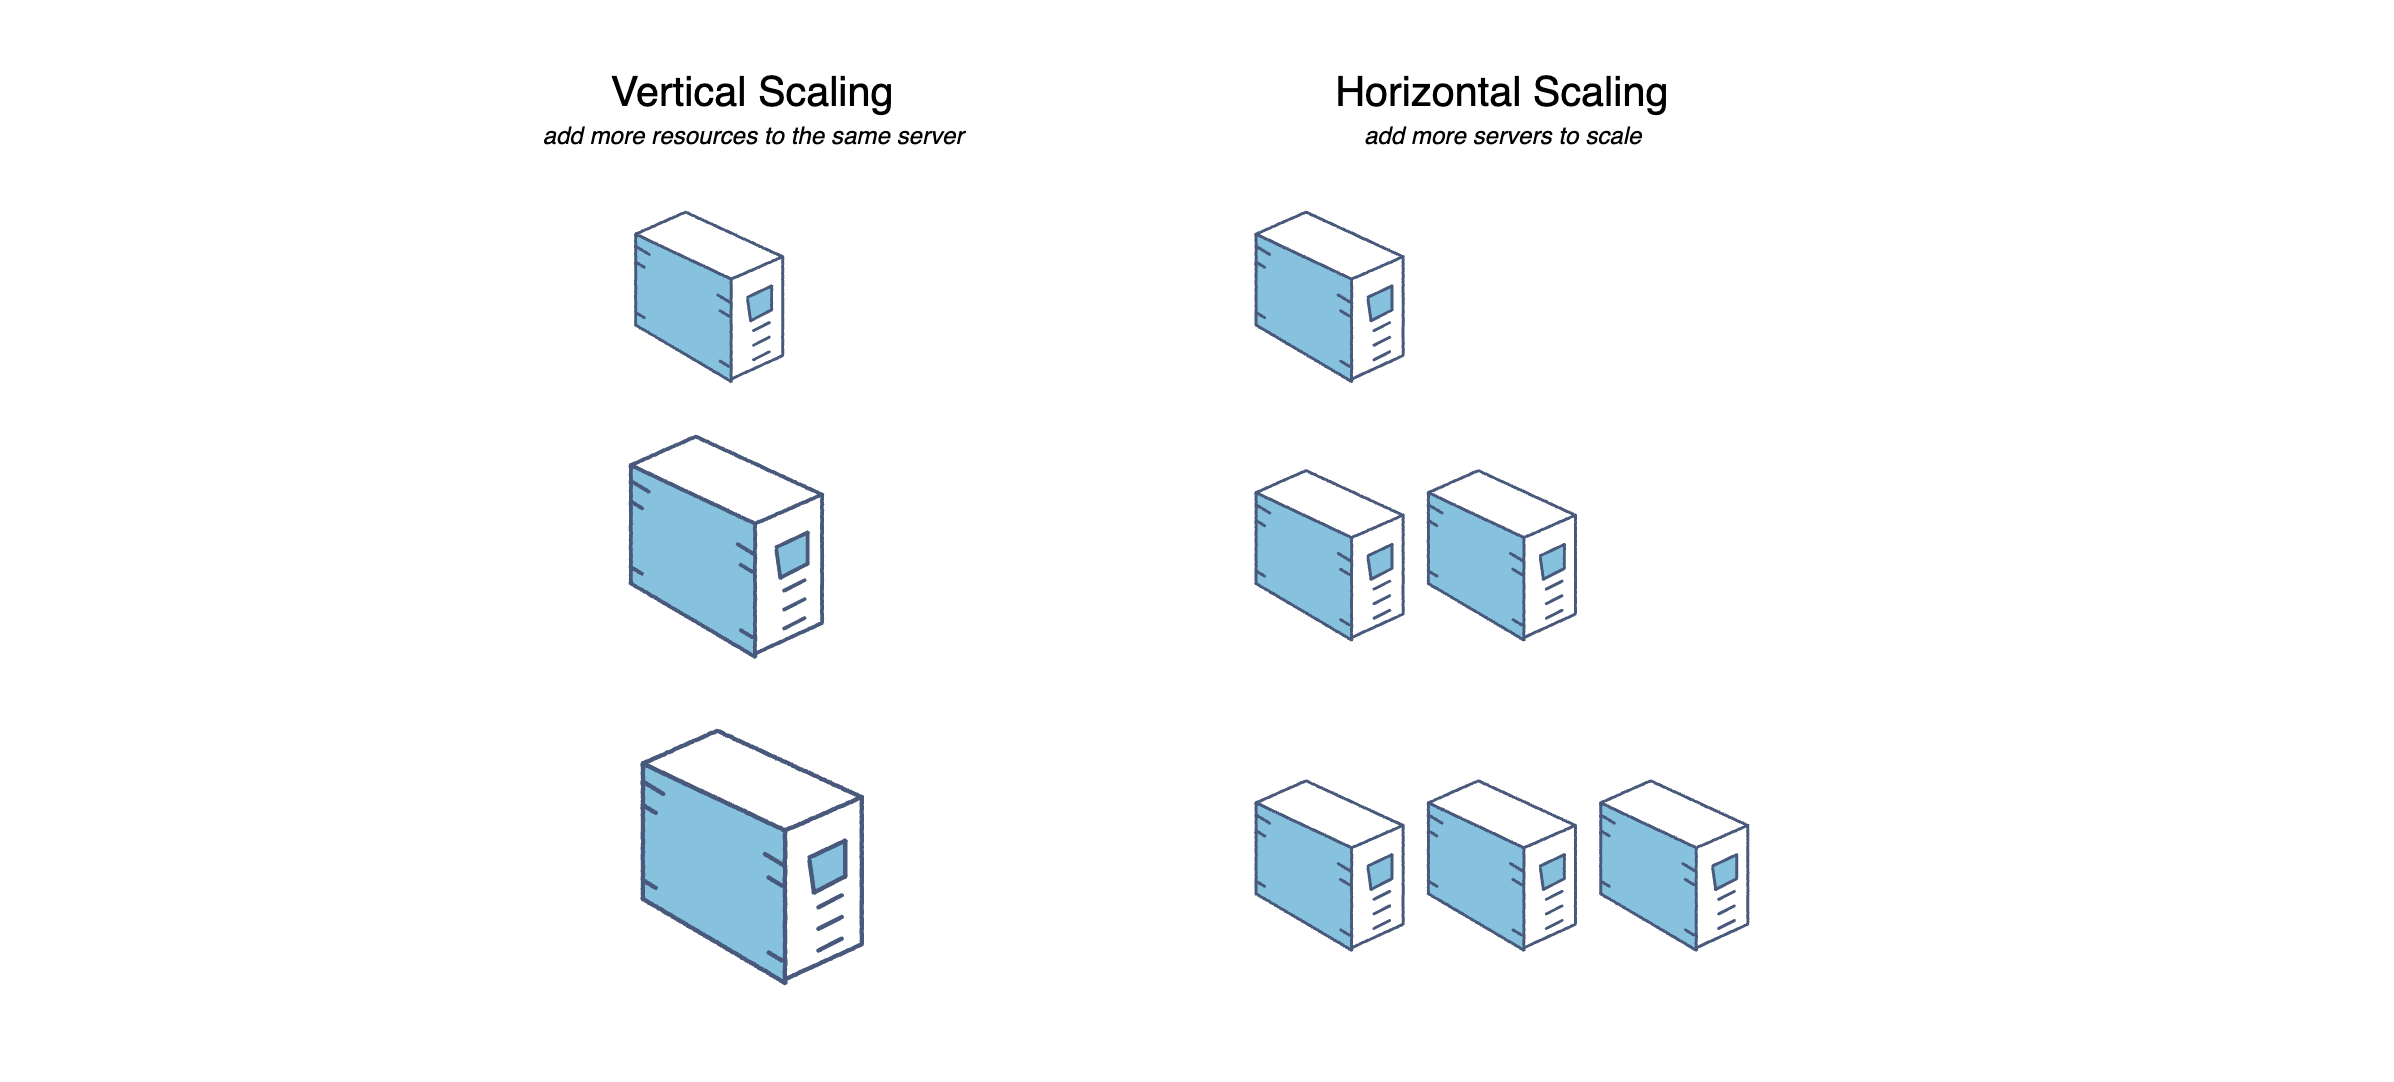 Vertical Scaling
add more resources to the same server
Horizontal Scaling
add more servers to scale